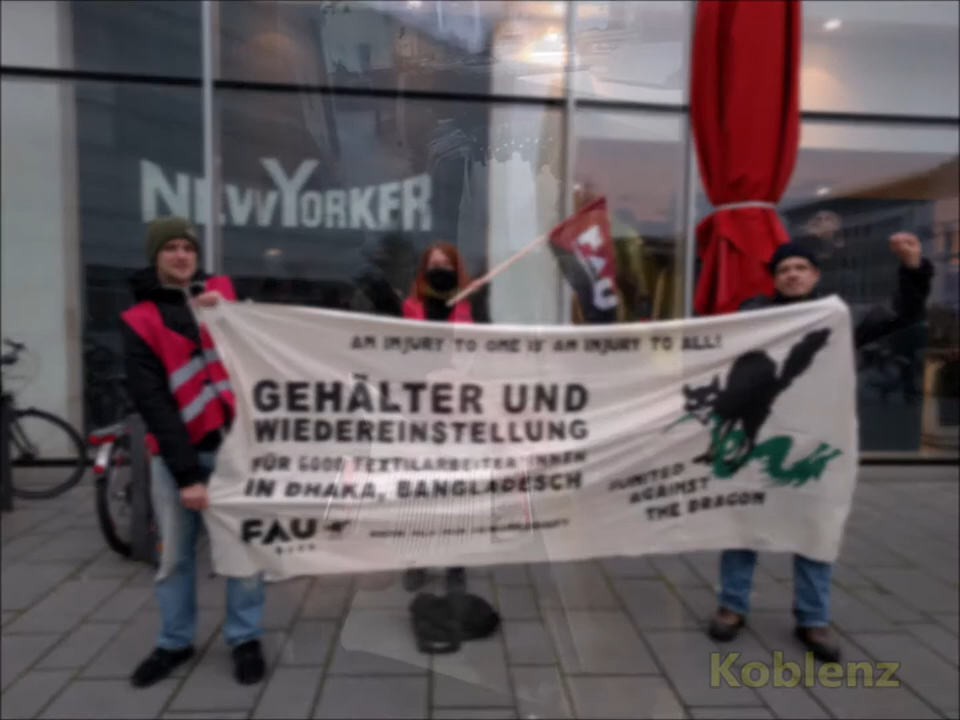 NEWYORKER
FAU
AN INJURY TO ONE IS AN INJURY TO ALL!
GEHÄLTER UND
WIEDEREINSTELLUNG
FÜR 5000 TEXTILARBEITER*INNEN
IN DHAKA, BANGLADESCH
UNITED
AGAINST
THE DRAGON
FAU
Koblenz